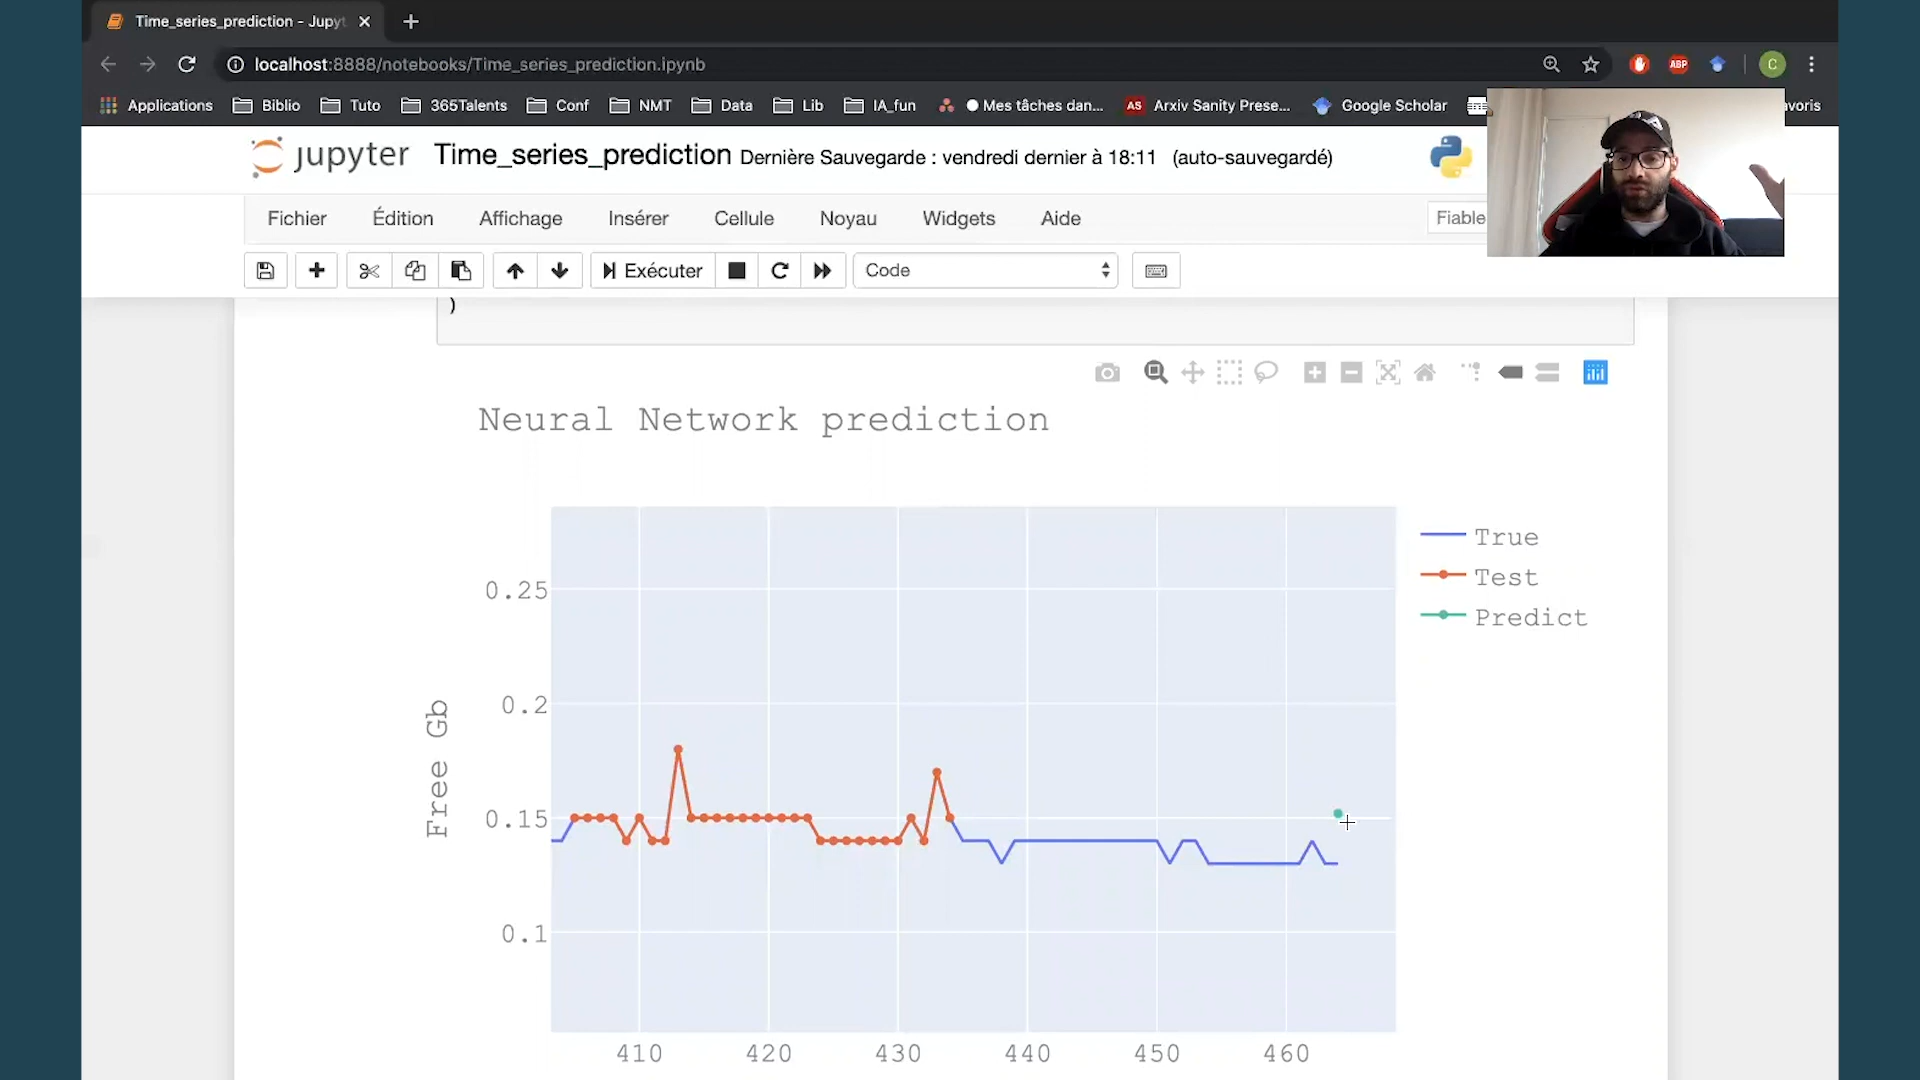 Time_series_prediction - Jupyt
localhost:8888/notebooks/Time_series_prediction.ipynb
ABP
C
Applications Biblio Tuto 365Talents Conf NMT Data Lib IA_fun Mes tâches dan... AS Arxiv Sanity Prese... Google Scholar avoris
jupyter Time_series_prediction Dernière Sauvegarde : vendredi dernier à 18:11 (auto-sauvegardé)
Fichier Édition Affichage Insérer Cellule Noyau Widgets Aide Fiable
Exécuter Code
)
Neural Network prediction
True
Test
Predict
0.25
0.2
0.15
0.1
Free Gb
410 420 430 440 450 460